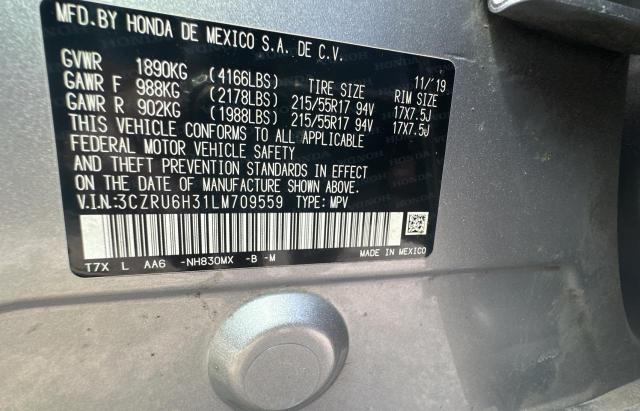 MFD. BY HONDA DE MEXICO S.A. DE C.V.
GVWR 1890KG (4166LBS) TIRE SIZE 11/'19 RIM SIZE
GAWR F 988KG (2178LBS) 215/55R17 94V 17X7.5J
GAWR R 902KG (1988LBS) 215/55R17 94V 17X7.5J
THIS VEHICLE CONFORMS TO ALL APPLICABLE
FEDERAL MOTOR VEHICLE SAFETY
AND THEFT PREVENTION STANDARDS IN EFFECT
ON THE DATE OF MANUFACTURE SHOWN ABOVE.
V.I.N.:3CZRU6H31LM709559 TYPE: MPV
T7X L AA6 -NH830MX -B -M MADE IN MEXICO